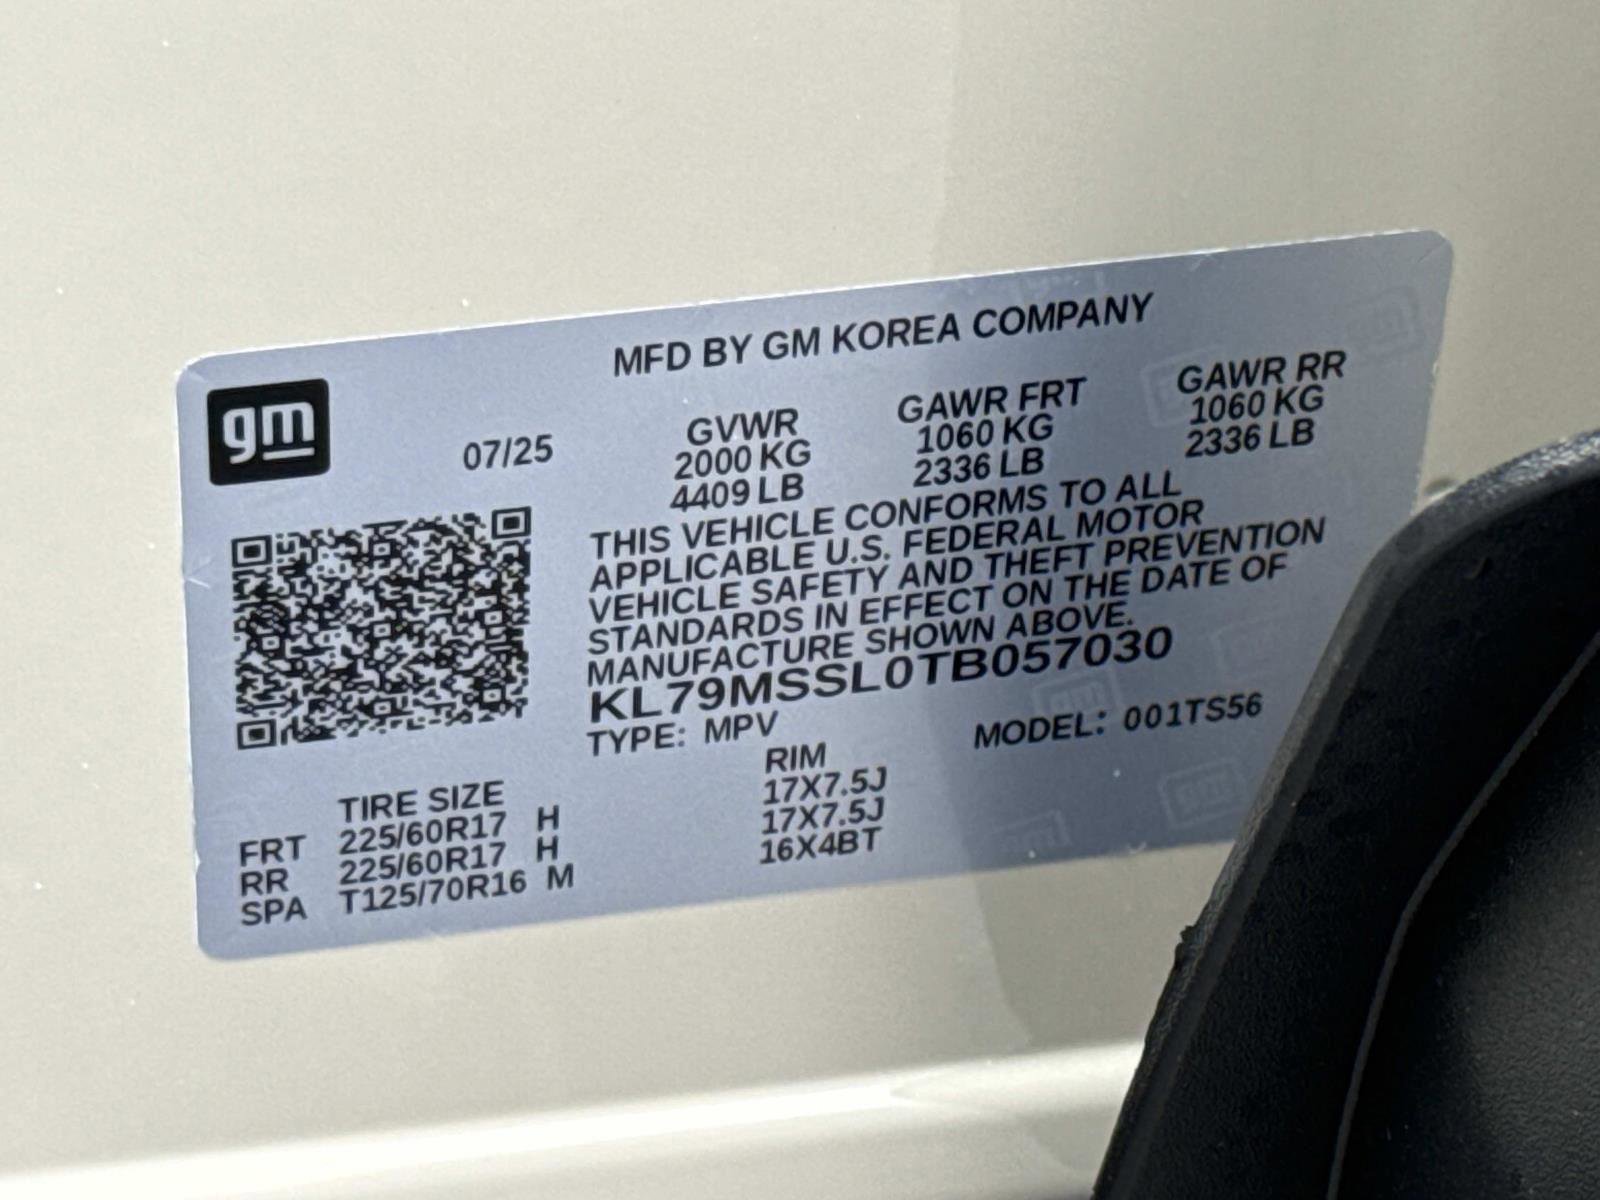 MFD BY GM KOREA COMPANY
gm
07/25
GVWR GAWR FRT GAWR RR
2000 KG 1060 KG 1060 KG
4409 LB 2336 LB 2336 LB
THIS VEHICLE CONFORMS TO ALL
APPLICABLE U.S. FEDERAL MOTOR
VEHICLE SAFETY AND THEFT PREVENTION
STANDARDS IN EFFECT ON THE DATE OF
MANUFACTURE SHOWN ABOVE.
KL79MSSL0TB057030
TYPE: MPV MODEL: 001TS56
TIRE SIZE RIM
FRT 225/60R17 H 17X7.5J
RR 225/60R17 H 17X7.5J
SPA T125/70R16 M 16X4BT